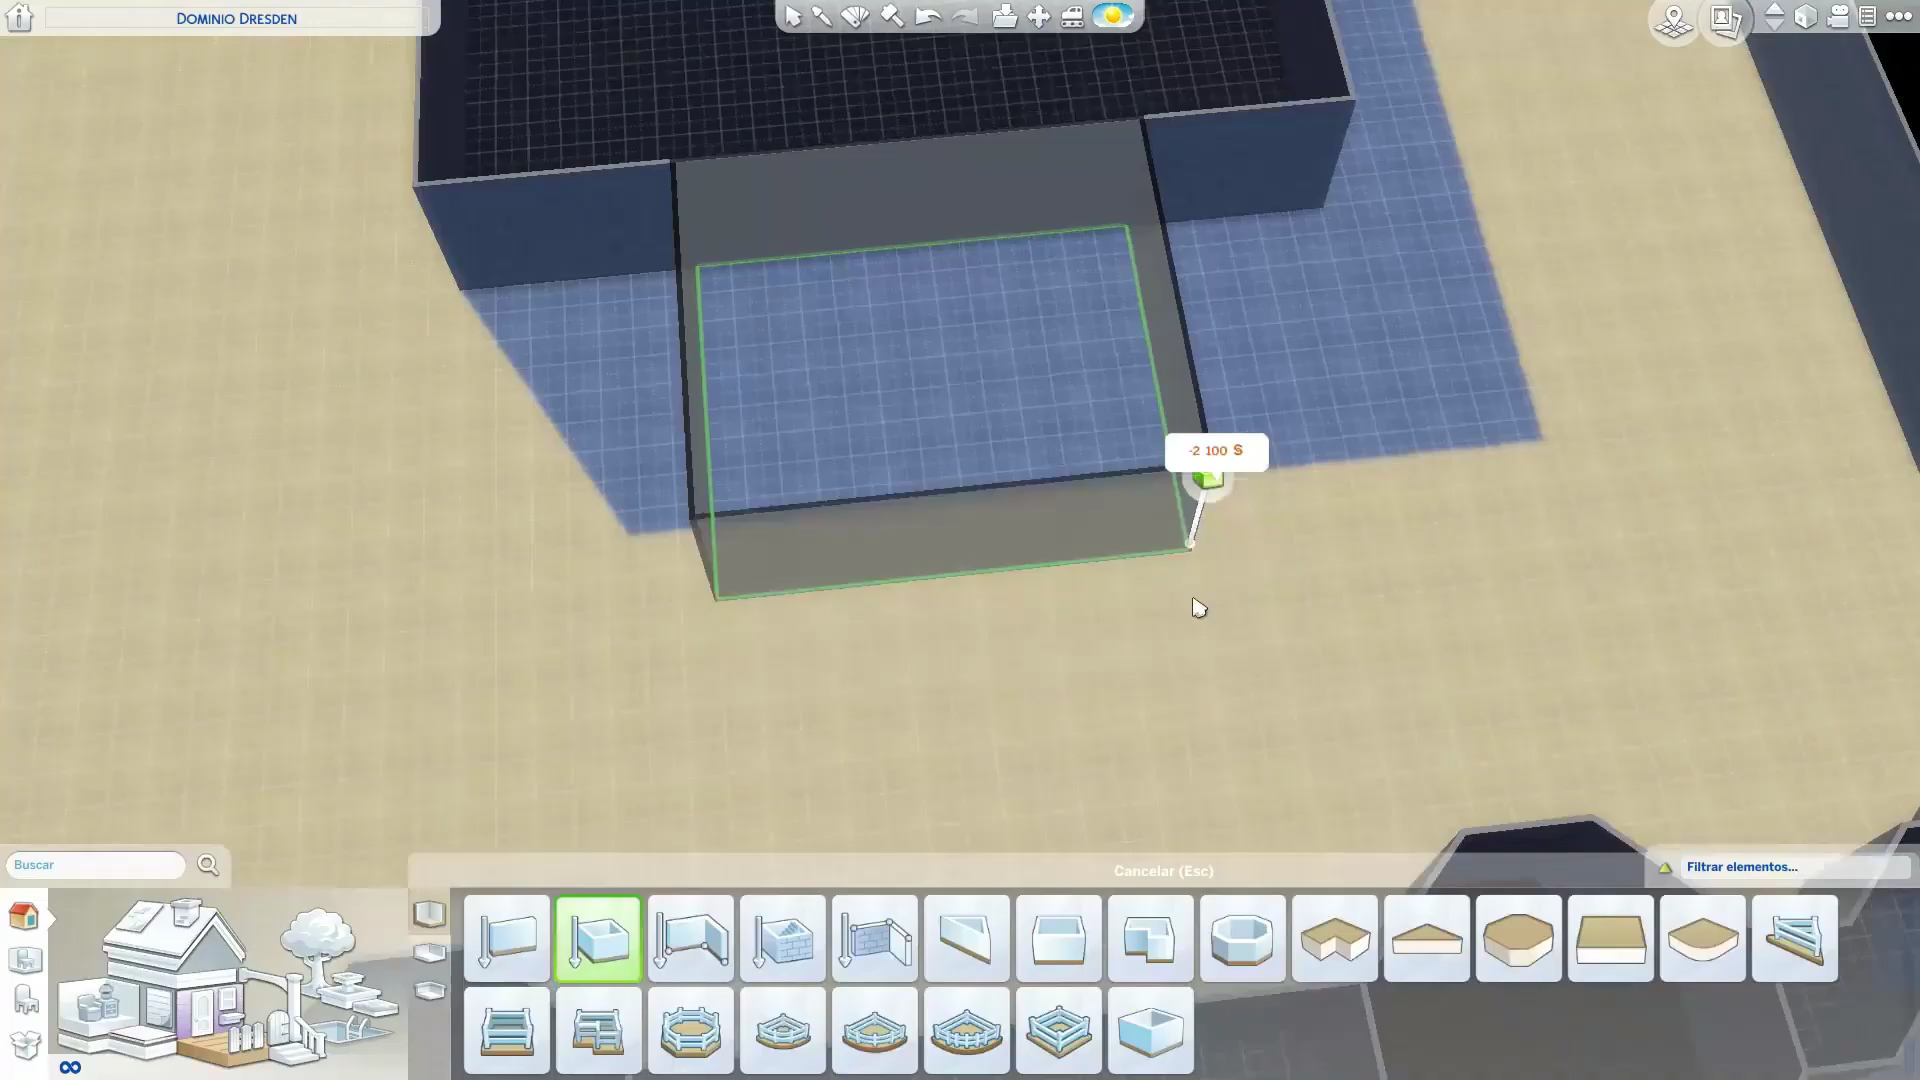 DOMINIO DRESDEN
-2 100 $
Buscar
Cancelar (Esc)
Filtrar elementos...